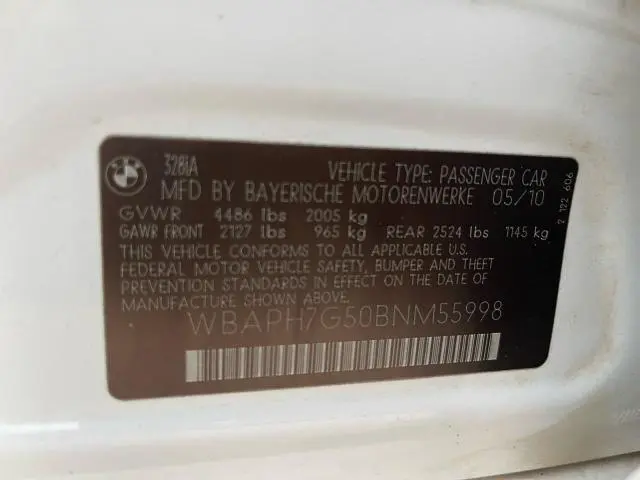 328iA VEHICLE TYPE: PASSENGER CAR
MFD BY BAYERISCHE MOTORENWERKE 05/10
GVWR 4486 lbs 2005 kg
GAWR FRONT 2127 lbs 965 kg REAR 2524 lbs 1145 kg
THIS VEHICLE CONFORMS TO ALL APPLICABLE U.S.
FEDERAL MOTOR VEHICLE SAFETY, BUMPER AND THEFT
PREVENTION STANDARDS IN EFFECT ON THE DATE OF
MANUFACTURE SHOWN ABOVE.
WBAPH7G50BNM55998
2 122 606
BMW